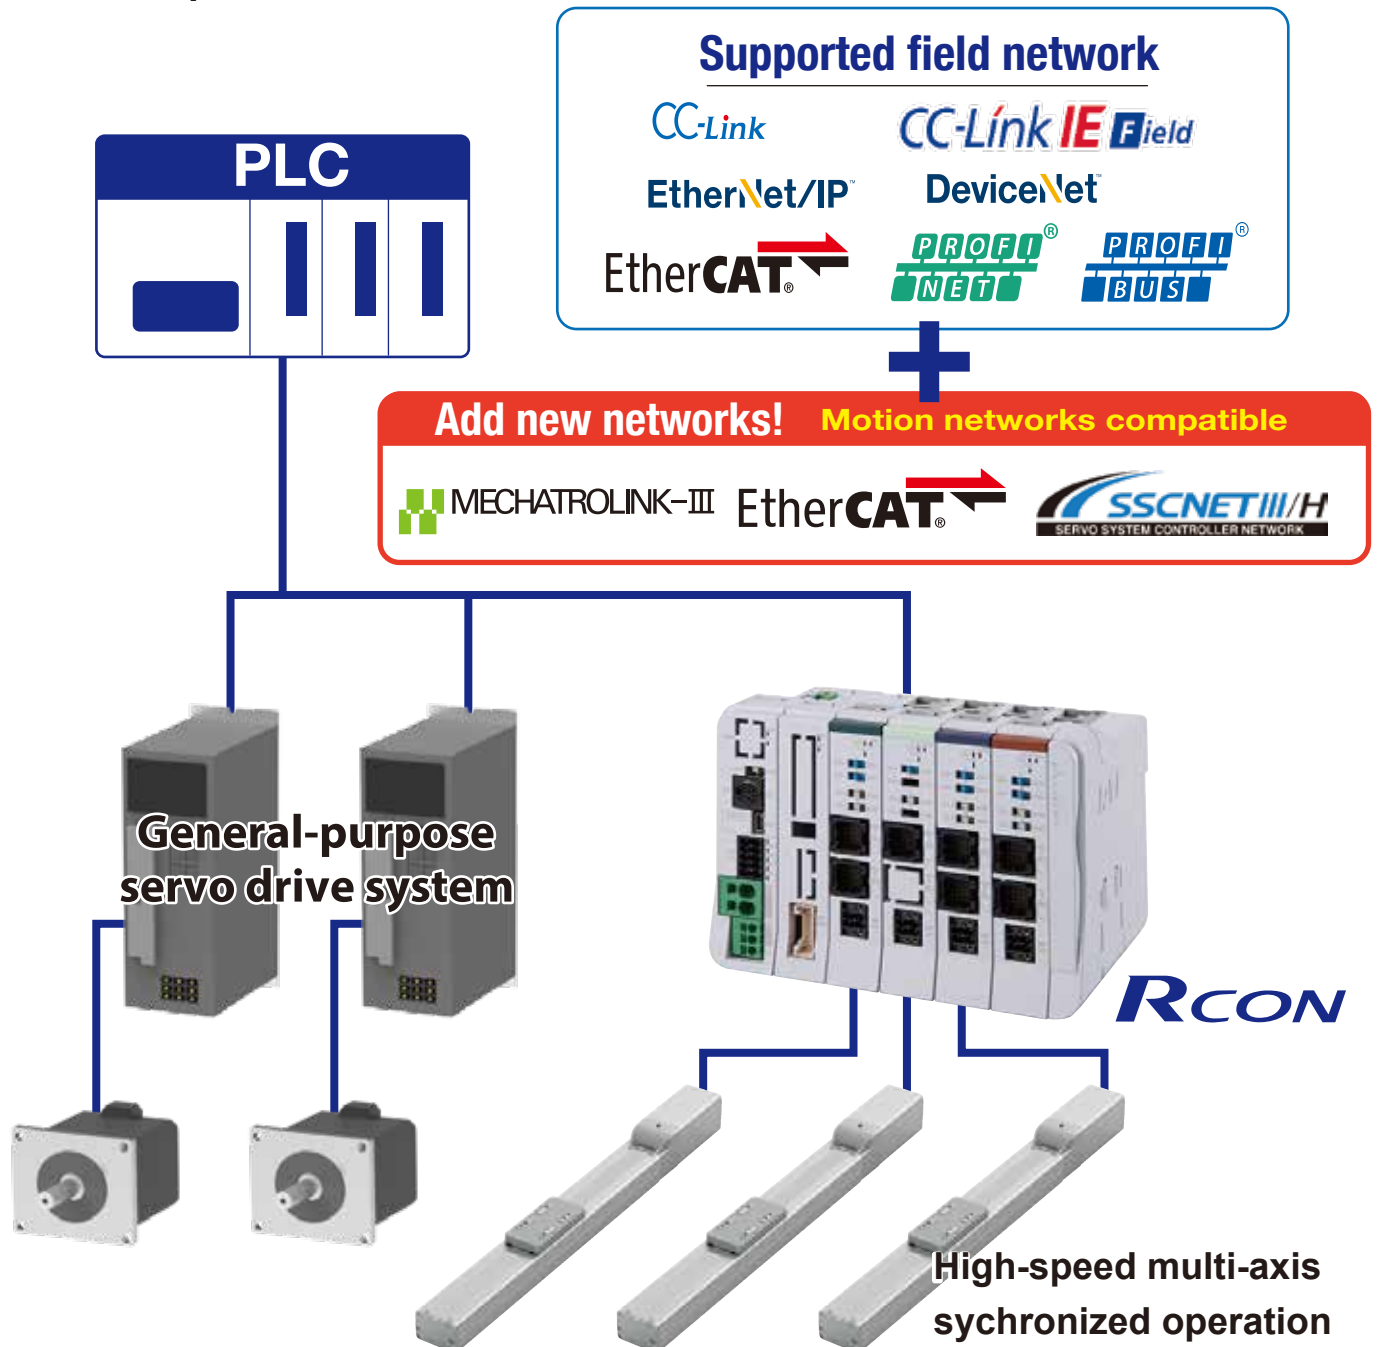 Supported field network
CC-Link
CC-Link IE Field
PLC
EtherNet/IP™
DeviceNet™
EtherCAT®
PROFI®
NET
PROFI®
BUS
Add new networks! Motion networks compatible
MECHATROLINK-III
EtherCAT®
SSCNETIII/H
SERVO SYSTEM CONTROLLER NETWORK
General-purpose
servo drive system
RCON
High-speed multi-axis
sychronized operation